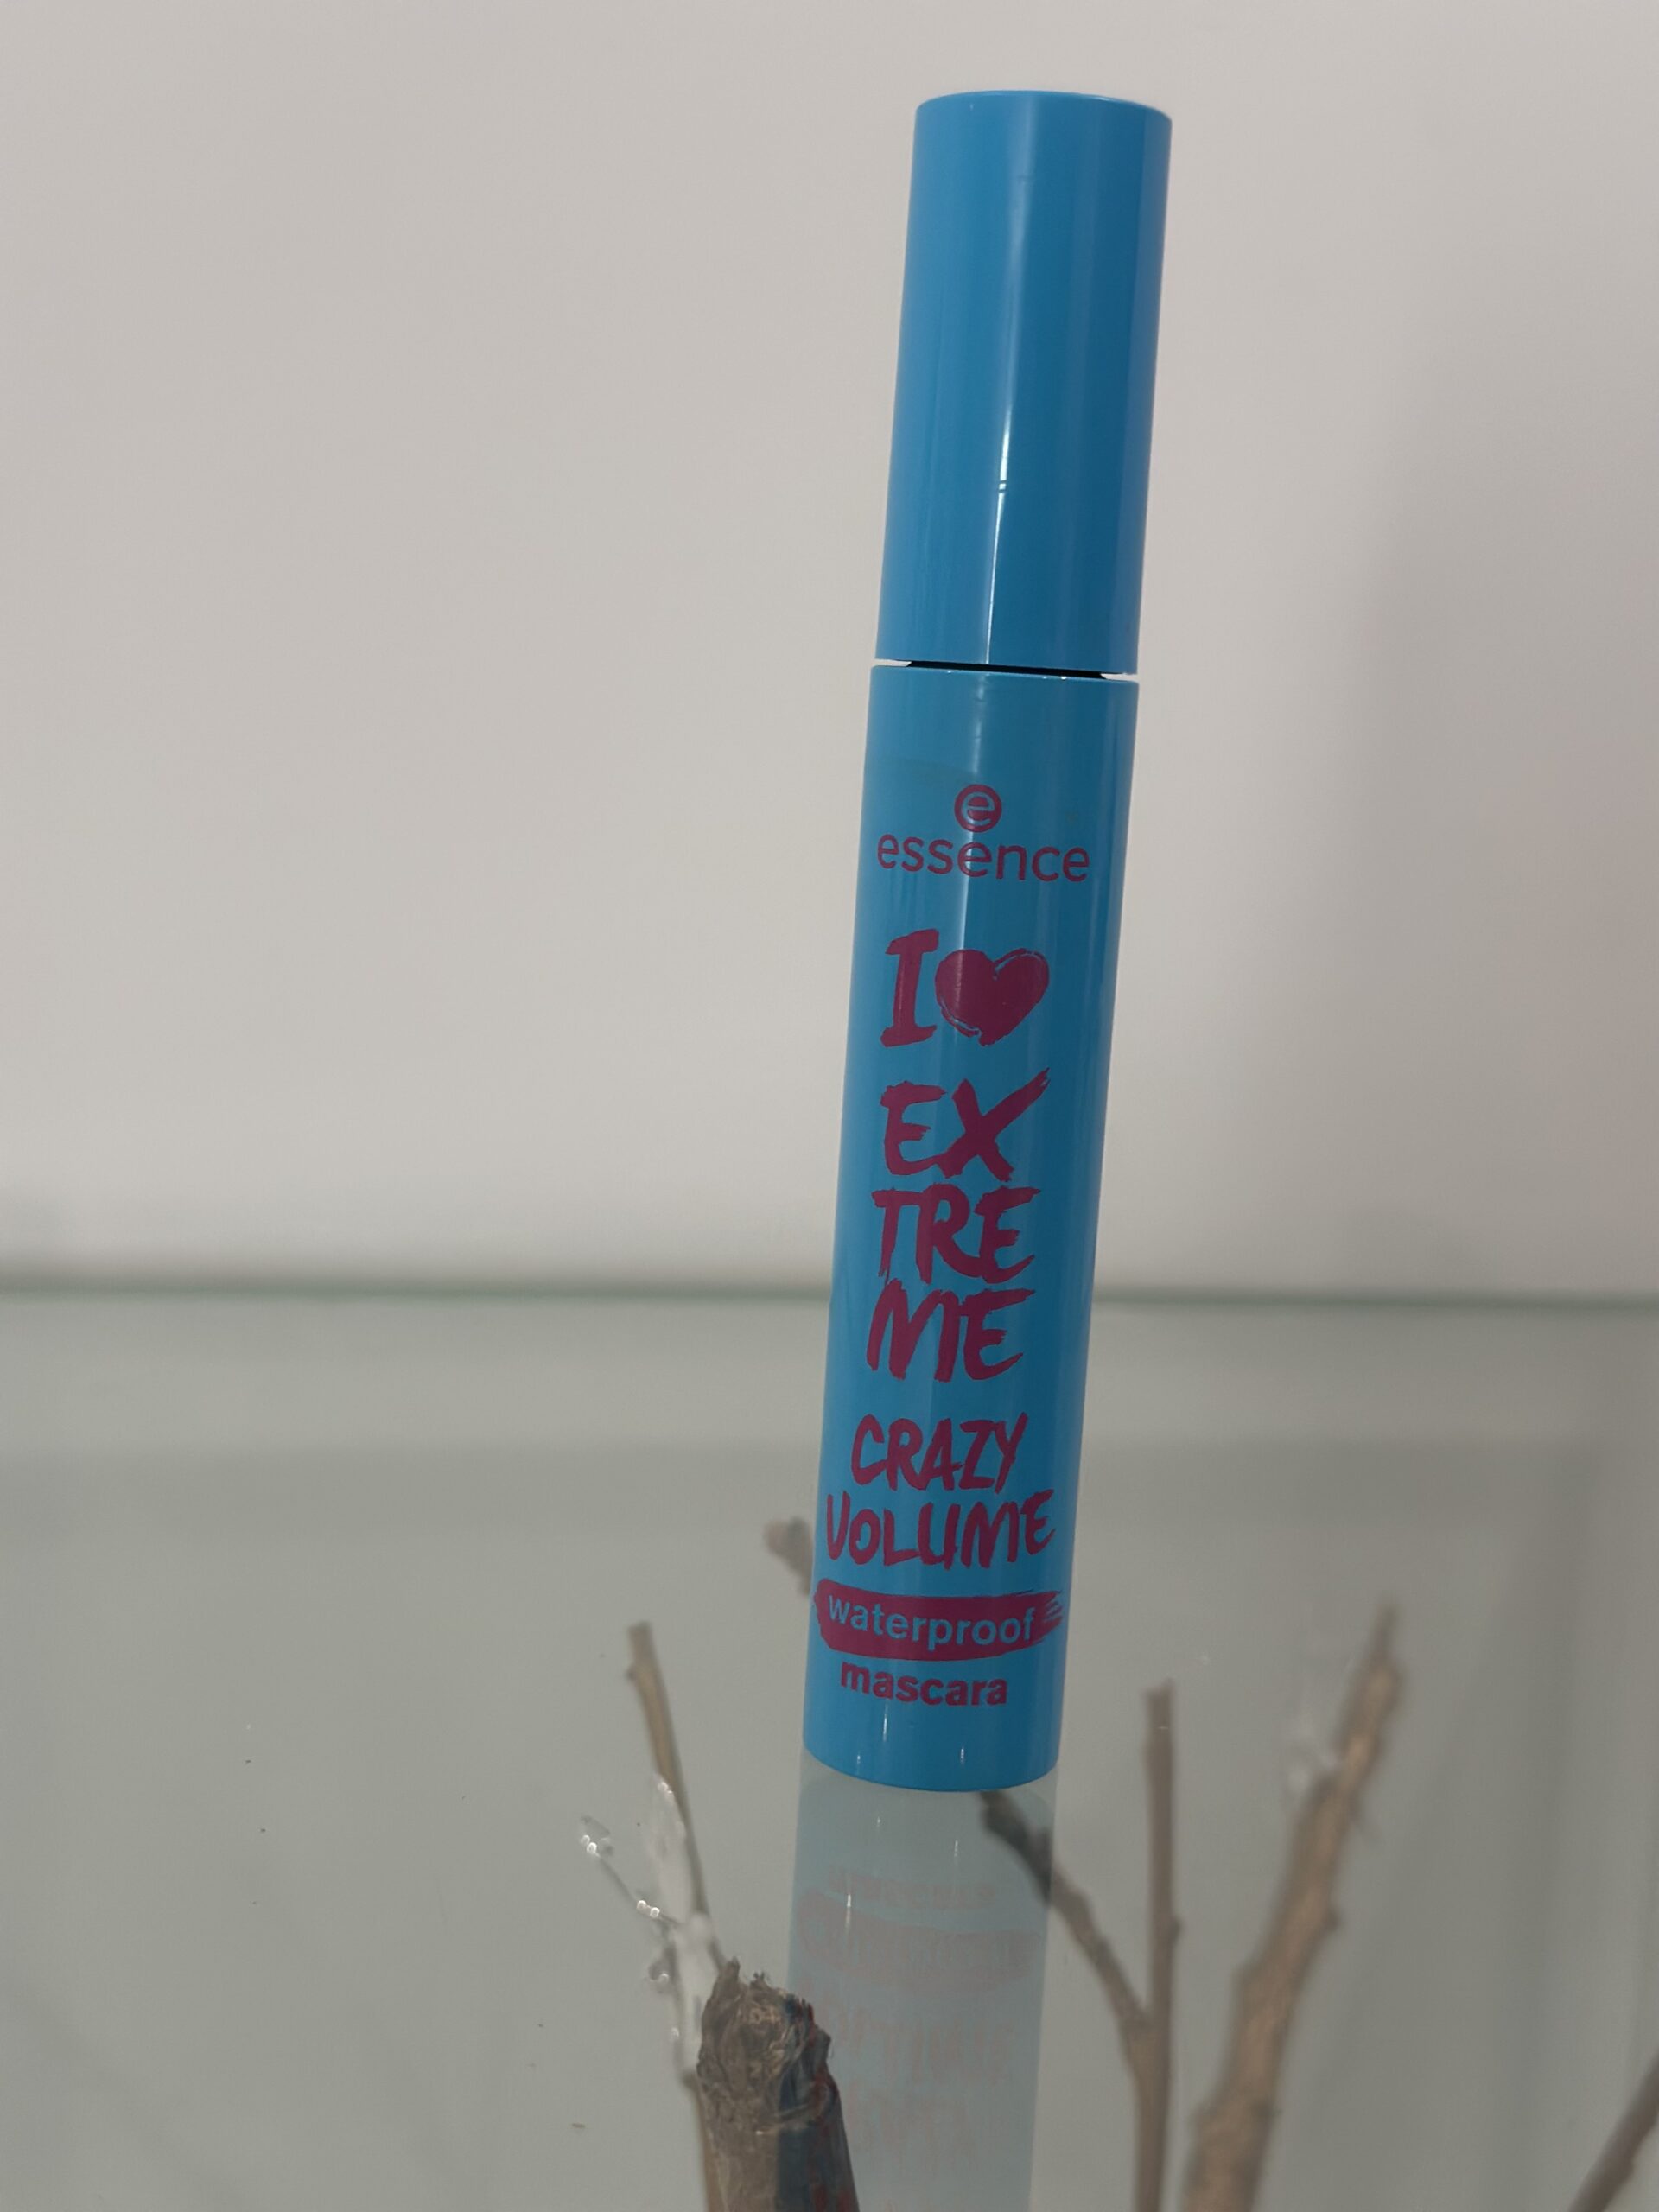 e
essence
I ♥
EX
TRE
ME
CRAZY
VOLUME
waterproof
mascara